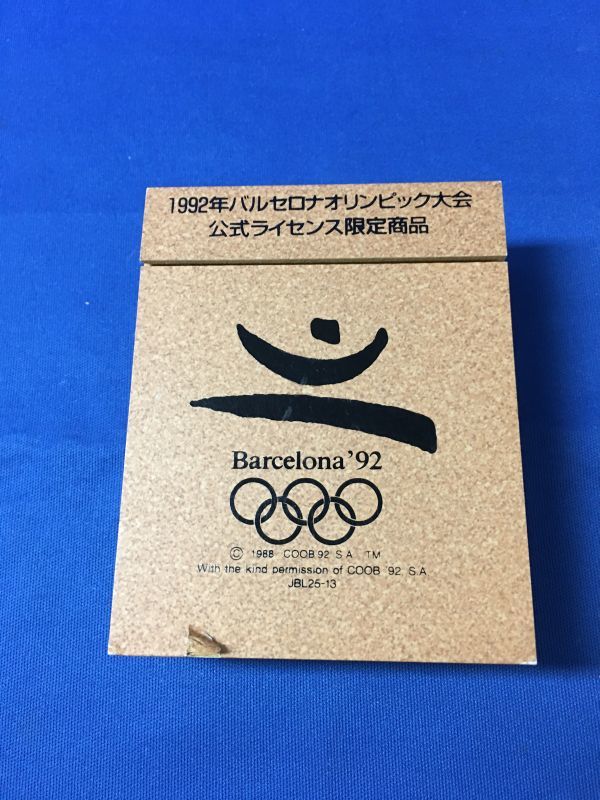 1992年バルセロナオリンピック大会
公式ライセンス限定商品
Barcelona '92
© 1988 COOB'92, S.A. TM
With the kind permission of COOB '92, S.A.
JBL25-13